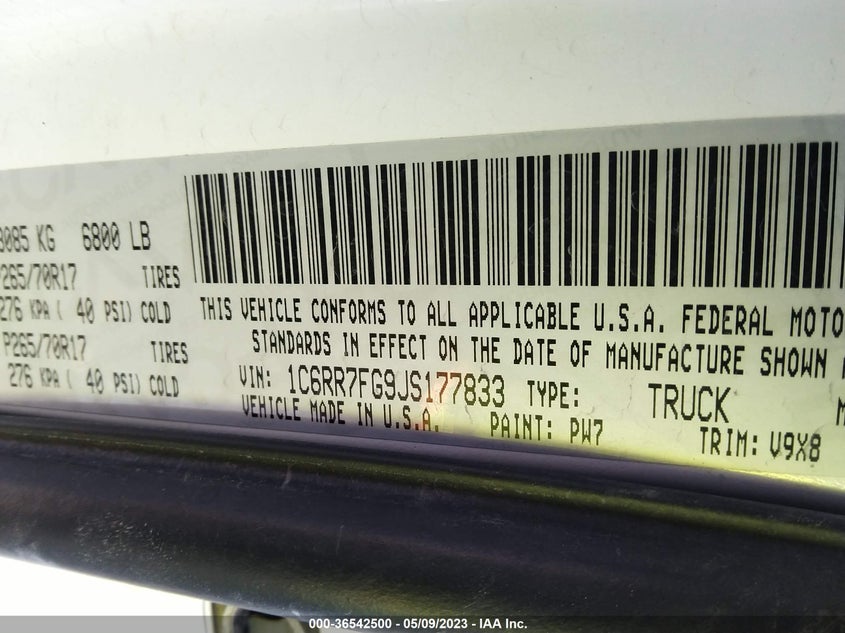 3085 KG 6800 LB
P265/70R17 TIRES
276 KPA ( 40 PSI) COLD
P265/70R17 TIRES
276 KPA ( 40 PSI) COLD
THIS VEHICLE CONFORMS TO ALL APPLICABLE U.S.A. FEDERAL MOTO
STANDARDS IN EFFECT ON THE DATE OF MANUFACTURE SHOWN
VIN: 1C6RR7FG9JS177833 TYPE: TRUCK
VEHICLE MADE IN U.S.A. PAINT: PW7 TRIM: V9X8
000-36542500 - 05/09/2023 - IAA Inc.